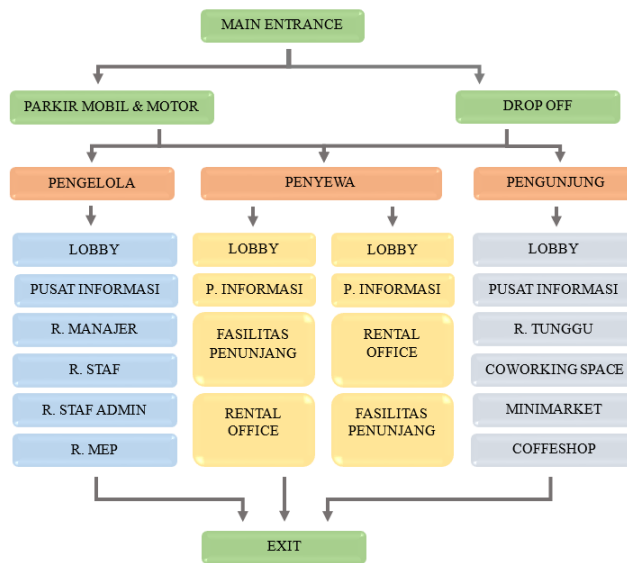 MAIN ENTRANCE
PARKIR MOBIL & MOTOR
DROP OFF
PENGELOLA
PENYEWA
PENGUNJUNG
LOBBY
PUSAT INFORMASI
R. MANAJER
R. STAF
R. STAF ADMIN
R. MEP
LOBBY
P. INFORMASI
FASILITAS
PENUNJANG
RENTAL
OFFICE
LOBBY
P. INFORMASI
RENTAL
OFFICE
FASILITAS
PENUNJANG
LOBBY
PUSAT INFORMASI
R. TUNGGU
COWORKING SPACE
MINIMARKET
COFFESHOP
EXIT